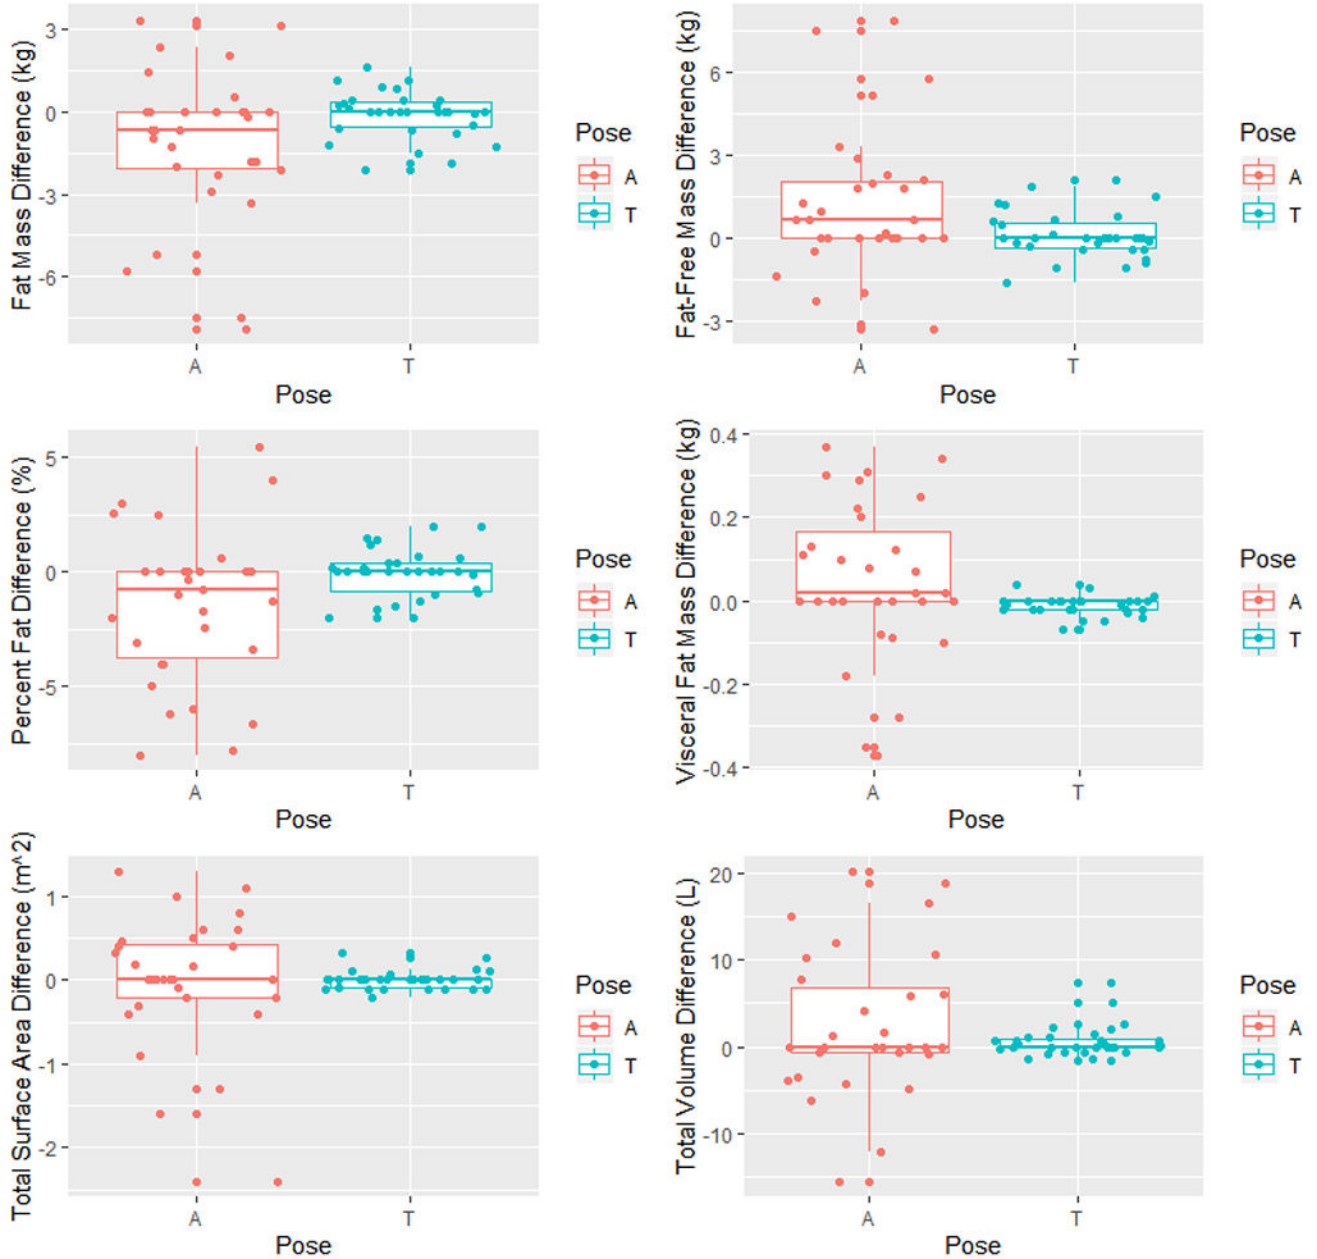 Fat Mass Difference (kg)
3
0
-3
-6
A
T
Pose
Pose
A
T
Fat-Free Mass Difference (kg)
6
3
0
-3
A
T
Pose
Pose
A
T
Percent Fat Difference (%)
5
0
-5
A
T
Pose
Pose
A
T
Visceral Fat Mass Difference (kg)
0.4
0.2
0.0
-0.2
-0.4
A
T
Pose
Pose
A
T
Total Surface Area Difference (m^2)
1
0
-1
-2
A
T
Pose
Pose
A
T
Total Volume Difference (L)
20
10
0
-10
A
T
Pose
Pose
A
T